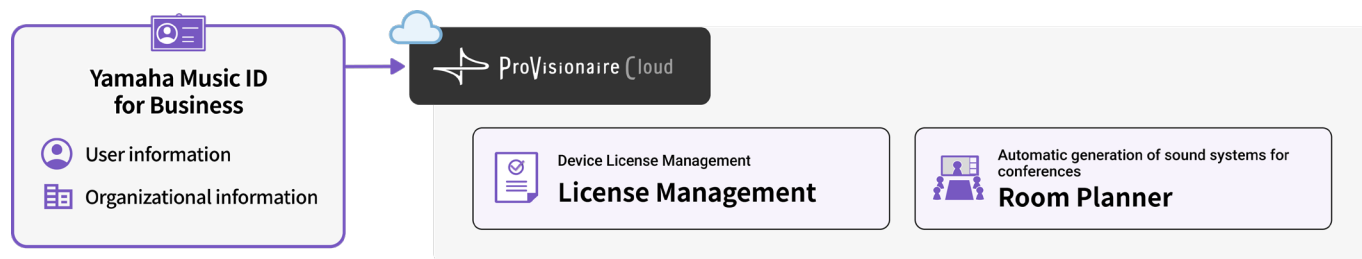 Yamaha Music ID
for Business
User information
Organizational information
ProVisionaire Cloud
Device License Management
License Management
Automatic generation of sound systems for
conferences
Room Planner